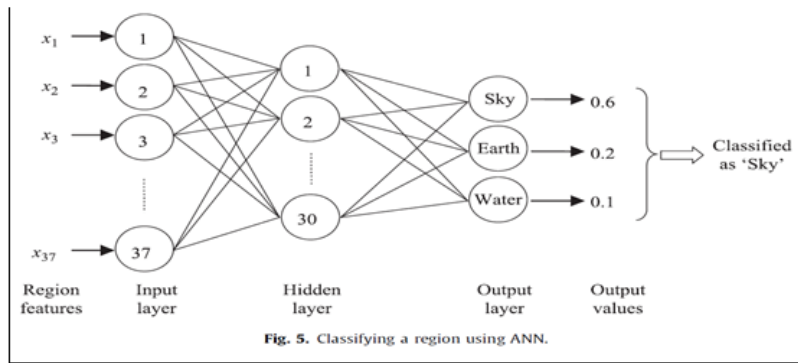 x1 1
x2 2
x3 3
x37 37
1
2
30
Sky 0.6
Earth 0.2
Water 0.1
Classified
as ‘Sky’
Region
features
Input
layer
Hidden
layer
Output
layer
Output
values
Fig. 5. Classifying a region using ANN.